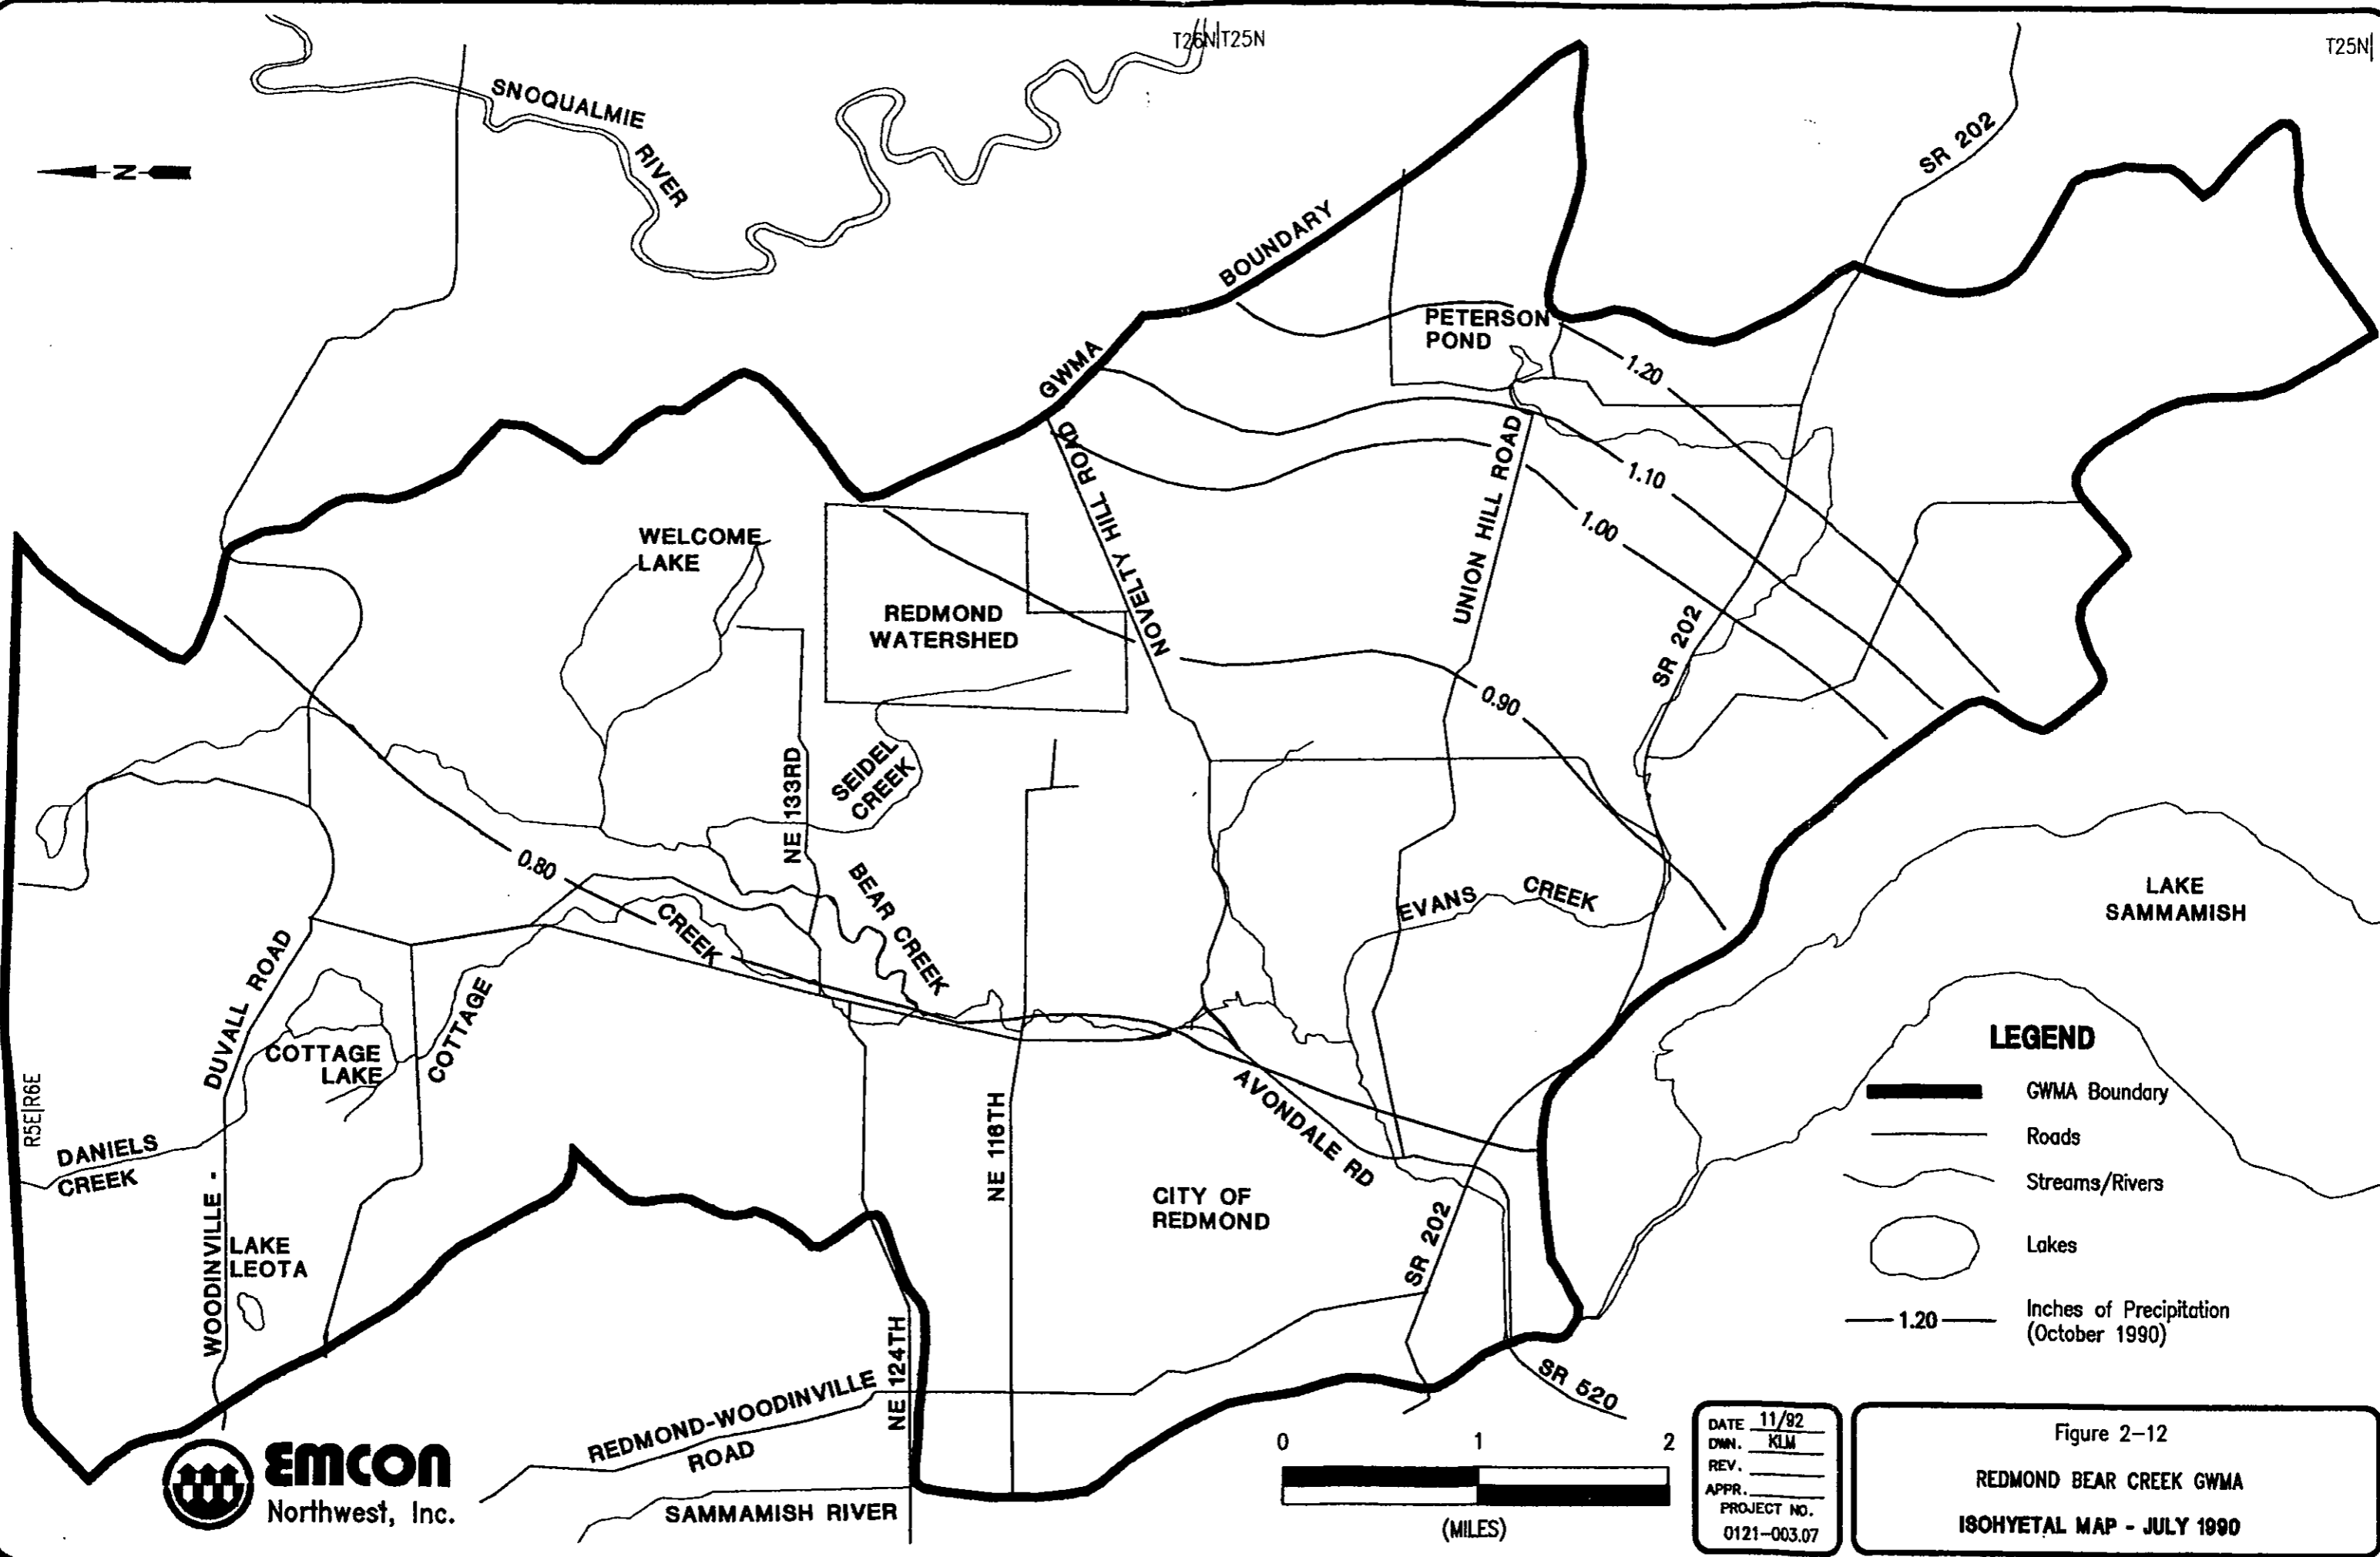 T26N|T25N
T25N|
SNOQUALMIE
RIVER
N
SR 202
GWMA
BOUNDARY
PETERSON
POND
1.20
1.10
1.00
0.90
0.80
NOVELTY HILL ROAD
UNION HILL ROAD
SR 202
WELCOME
LAKE
REDMOND
WATERSHED
NE 133RD
SEIDEL
CREEK
BEAR CREEK
COTTAGE
CREEK
EVANS CREEK
LAKE
SAMMAMISH
WOODINVILLE - DUVALL ROAD
COTTAGE
LAKE
R5E|R6E
DANIELS
CREEK
LAKE
LEOTA
NE 116TH
AVONDALE RD
CITY OF
REDMOND
SR 202
NE 124TH
REDMOND-WOODINVILLE
ROAD
SAMMAMISH RIVER
SR 520
LEGEND
GWMA Boundary
Roads
Streams/Rivers
Lakes
1.20
Inches of Precipitation
(October 1990)
EMCON
Northwest, Inc.
0 1 2
(MILES)
DATE 11/92
DWN. KLM
REV.
APPR.
PROJECT NO.
0121-003.07
Figure 2-12
REDMOND BEAR CREEK GWMA
ISOHYETAL MAP - JULY 1990